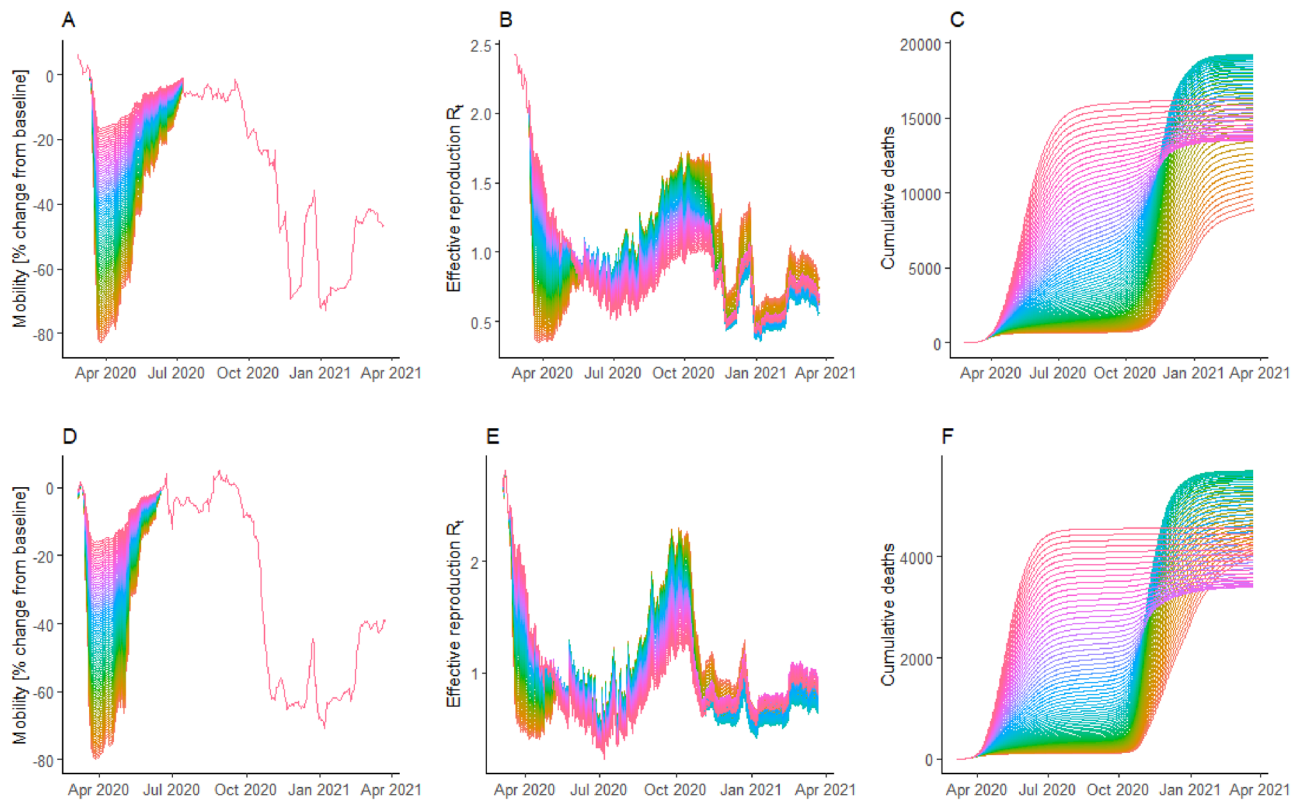 A
B
C
Mobility [% change from baseline]
0
-20
-40
-60
-80
Apr 2020 Jul 2020 Oct 2020 Jan 2021 Apr 2021
Effective reproduction Rt
2.5
2.0
1.5
1.0
0.5
Apr 2020 Jul 2020 Oct 2020 Jan 2021 Apr 2021
Cumulative deaths
20000
15000
10000
5000
0
Apr 2020 Jul 2020 Oct 2020 Jan 2021 Apr 2021
D
E
F
Mobility [% change from baseline]
0
-20
-40
-60
-80
Apr 2020 Jul 2020 Oct 2020 Jan 2021 Apr 2021
Effective reproduction Rt
2
1
Apr 2020 Jul 2020 Oct 2020 Jan 2021 Apr 2021
Cumulative deaths
4000
2000
0
Apr 2020 Jul 2020 Oct 2020 Jan 2021 Apr 2021